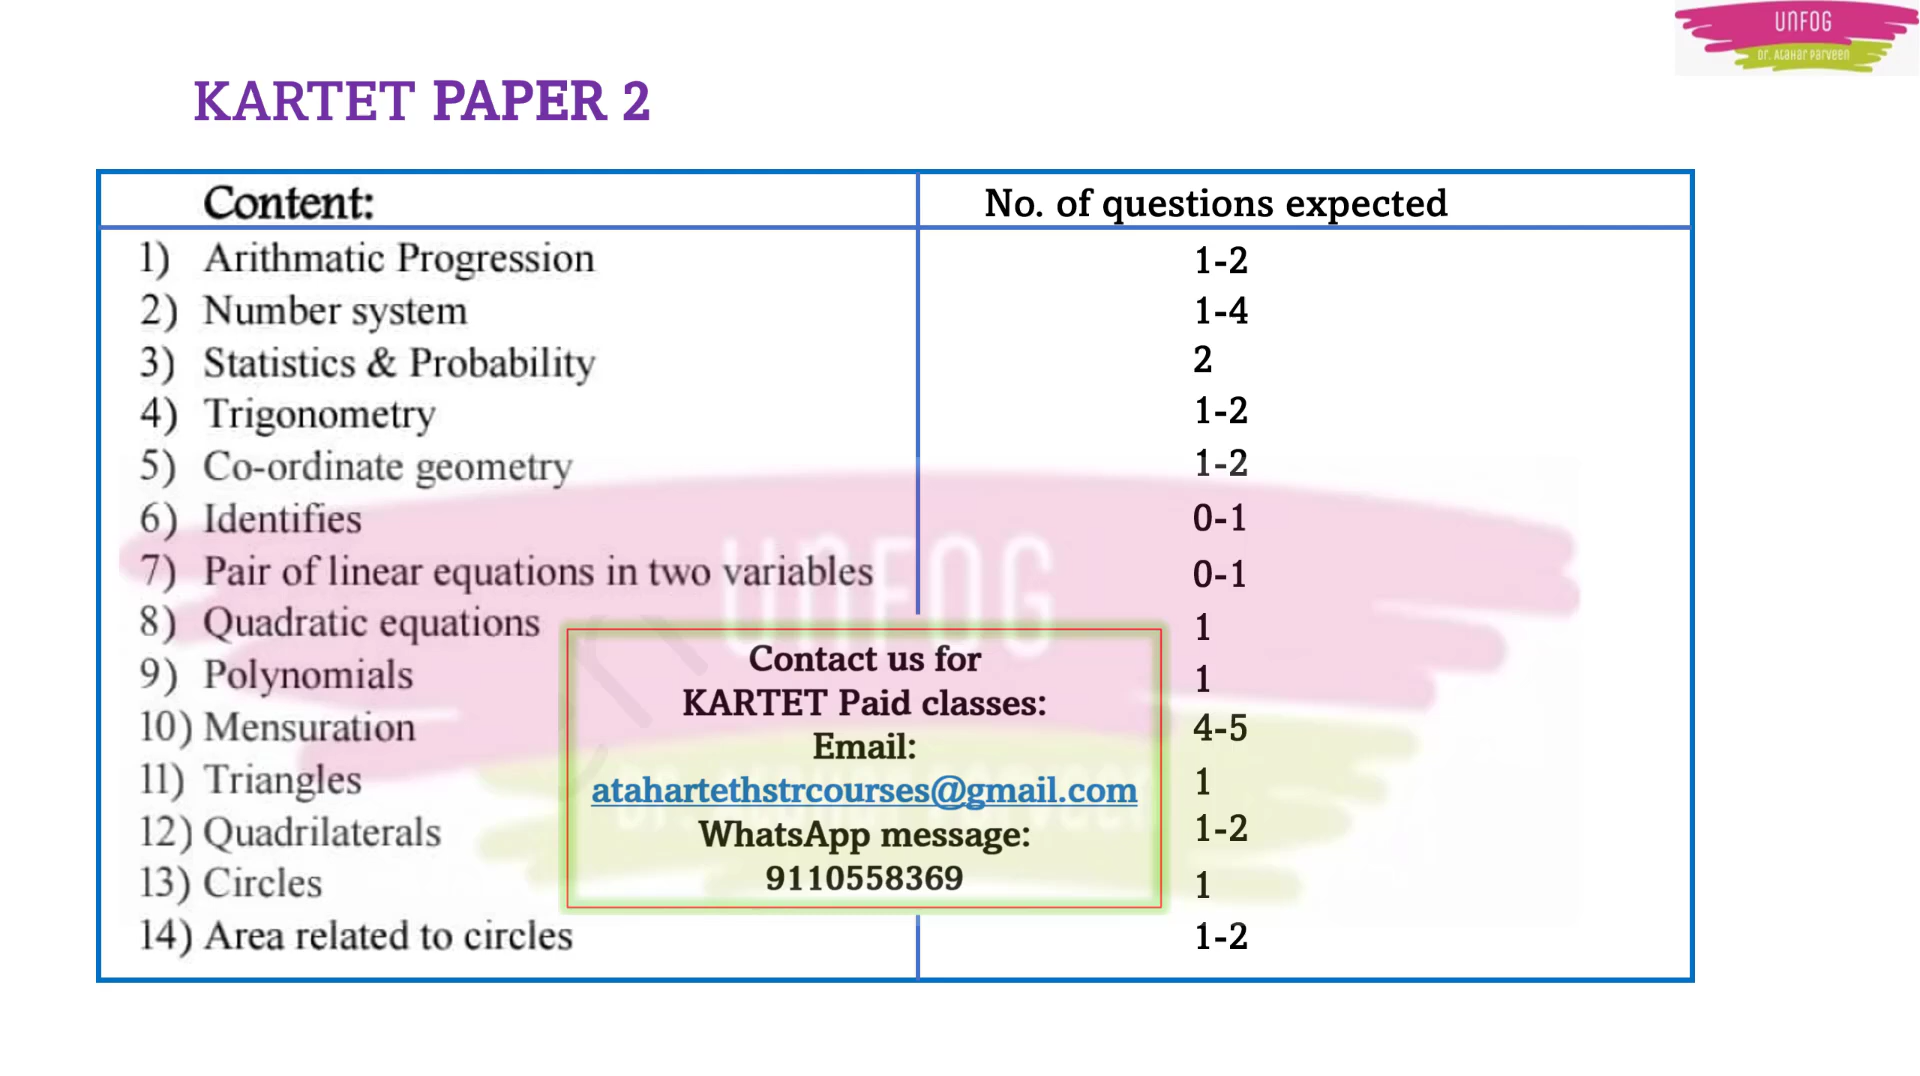 UNFOG
Dr. Atahar Parveen
KARTET PAPER 2
Content: No. of questions expected
1) Arithmatic Progression 1-2
2) Number system 1-4
3) Statistics & Probability 2
4) Trigonometry 1-2
5) Co-ordinate geometry 1-2
6) Identifies 0-1
7) Pair of linear equations in two variables 0-1
8) Quadratic equations 1
9) Polynomials 1
10) Mensuration 4-5
11) Triangles 1
12) Quadrilaterals 1-2
13) Circles 1
14) Area related to circles 1-2
UNFOG
Contact us for
KARTET Paid classes:
Email:
atahartethstrcourses@gmail.com
WhatsApp message:
9110558369